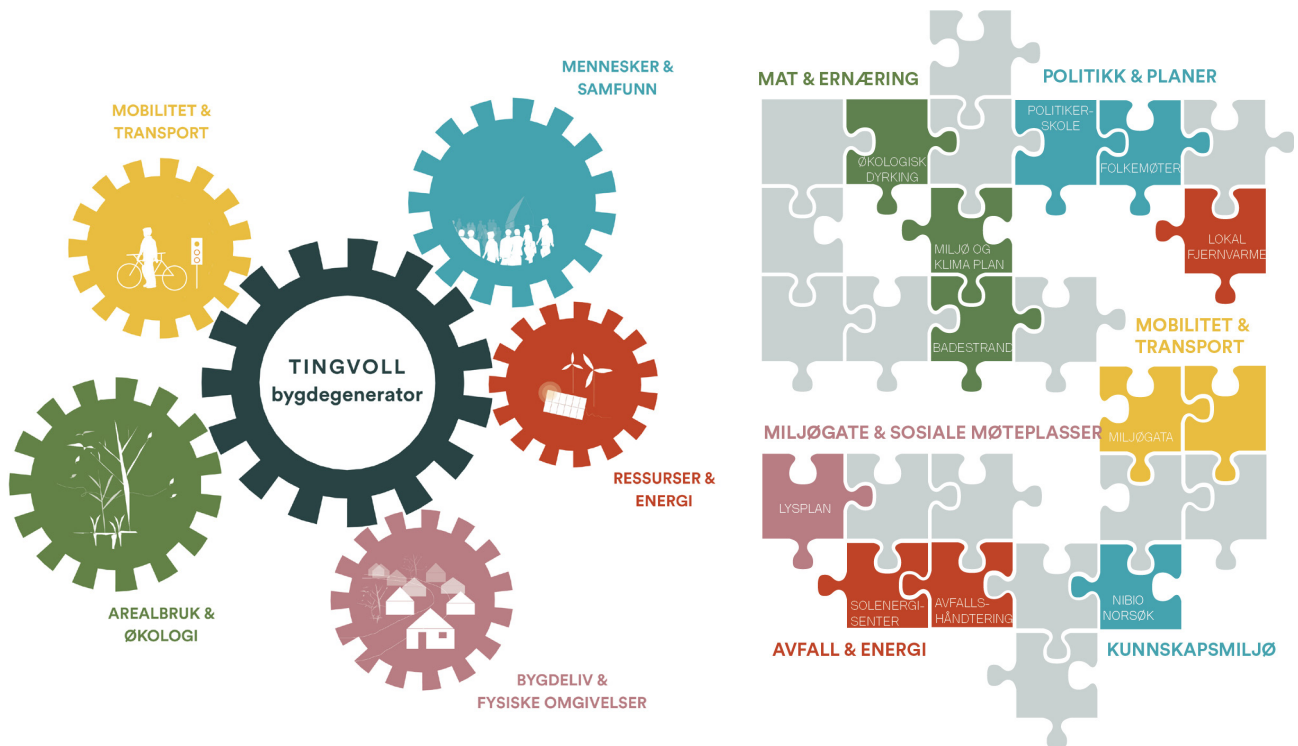 MENNESKER &
SAMFUNN
MOBILITET &
TRANSPORT
TINGVOLL
bygdegenerator
RESSURSER &
ENERGI
AREALBRUK &
ØKOLOGI
BYGDELIV &
FYSISKE OMGIVELSER
MAT & ERNÆRING
POLITIKK & PLANER
POLITIKER-
SKOLE
ØKOLOGISK
DYRKING
FOLKEMØTER
MILJØ OG
KLIMA PLAN
LOKAL
FJERNVARME
BADESTRAND
MOBILITET &
TRANSPORT
MILJØGATA
MILJØGATE & SOSIALE MØTEPLASSER
LYSPLAN
SOLENERGI-
SENTER
AVFALLS-
HÅNDTERING
NIBIO
NORSØK
AVFALL & ENERGI
KUNNSKAPSMILJØ